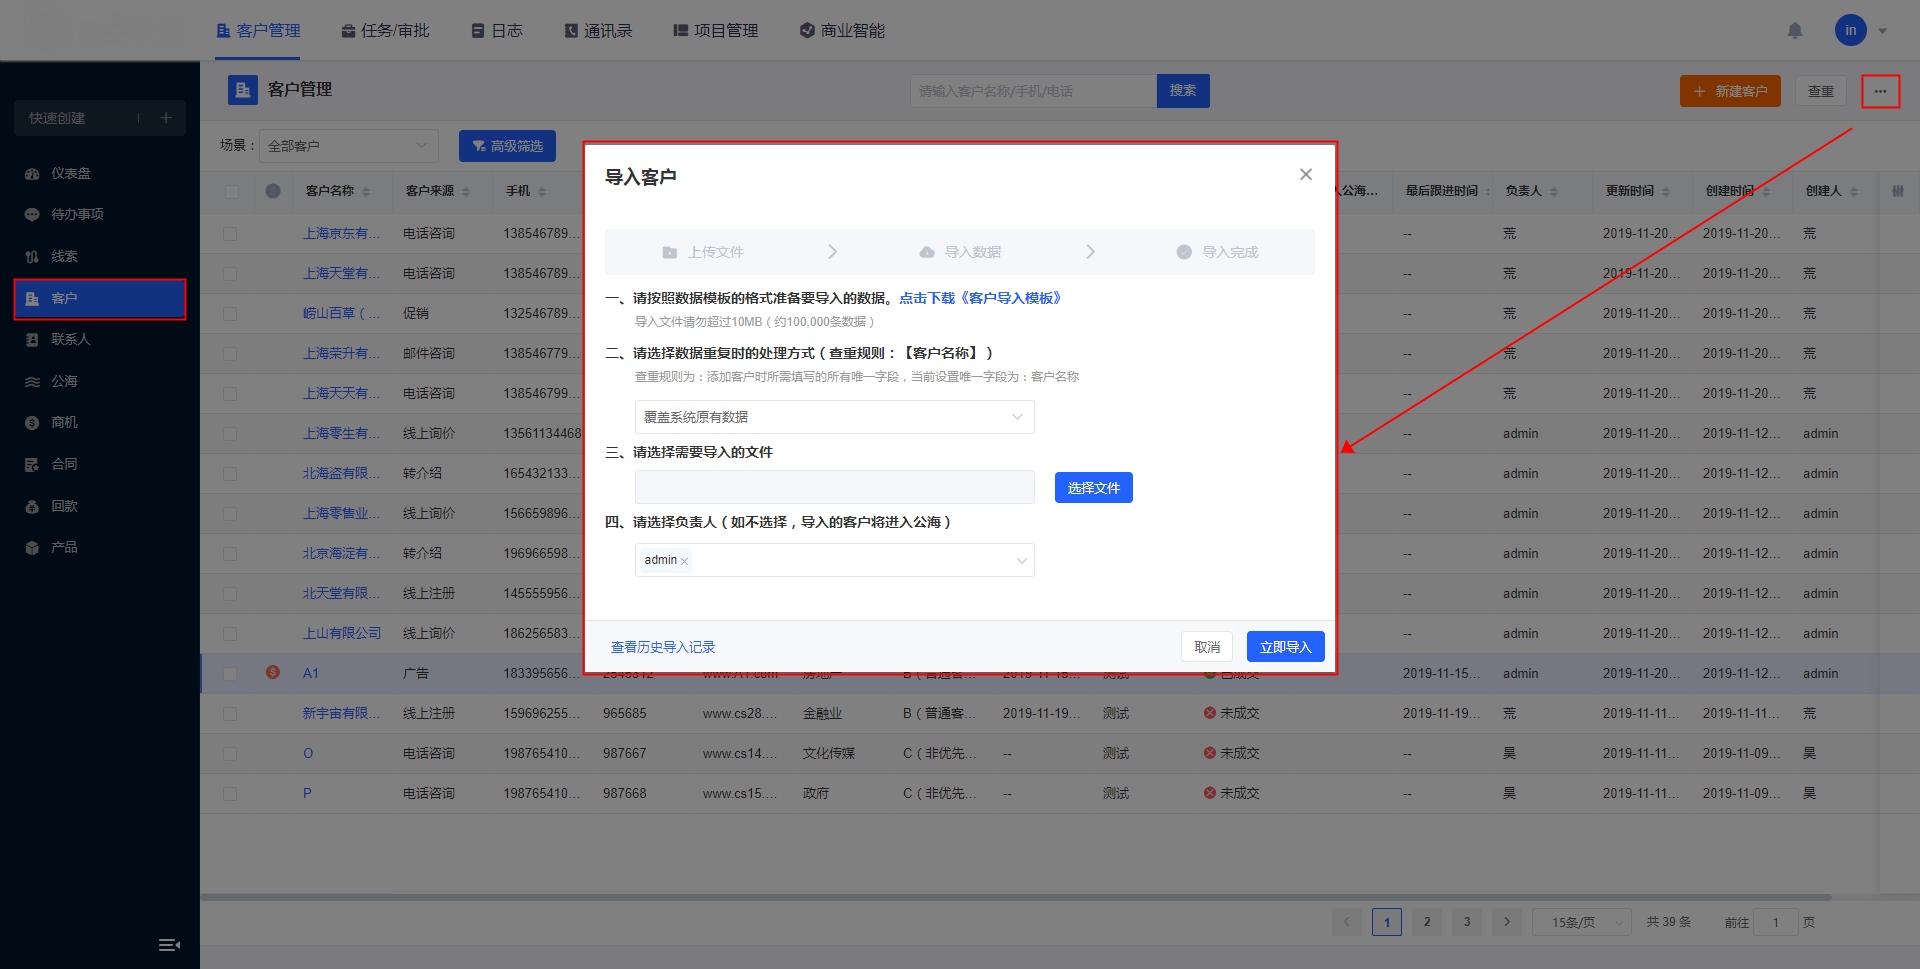 客户管理 任务/审批 日志 通讯录 项目管理 商业智能 in
客户管理 请输入客户名称/手机/电话 搜索 + 新建客户 查重 ...
快速创建 | +
仪表盘
待办事项
线索
客户
联系人
公海
商机
合同
回款
产品
场景： 全部客户 高级筛选
客户名称 客户来源 手机 入公海... 最后跟进时间 负责人 更新时间 创建时间 创建人
上海京东有... 电话咨询 138546789... -- 荒 2019-11-20... 2019-11-20... 荒
上海天堂有... 电话咨询 138546789... -- 荒 2019-11-20... 2019-11-20... 荒
崂山百草（... 促销 132546789... -- 荒 2019-11-20... 2019-11-20... 荒
上海荣升有... 邮件咨询 138546779... -- 荒 2019-11-20... 2019-11-20... 荒
上海天天有... 电话咨询 138546799... -- 荒 2019-11-20... 2019-11-20... 荒
上海零生有... 线上询价 13561134468 -- admin 2019-11-20... 2019-11-12... admin
北海盗有限... 转介绍 165432133... -- admin 2019-11-20... 2019-11-12... admin
上海零售业... 线上询价 156659896... -- admin 2019-11-20... 2019-11-12... admin
北京海淀有... 转介绍 196966598... -- admin 2019-11-20... 2019-11-12... admin
北天堂有限... 线上注册 145555956... -- admin 2019-11-20... 2019-11-12... admin
上山有限公司 线上询价 186256583... -- admin 2019-11-20... 2019-11-12... admin
A1 广告 183395656... 2545312 www.A1.com 房地产 B（普通客... 2019-11-15... 测试 已成交 2019-11-15... admin 2019-11-20... 2019-11-12... admin
新宇宙有限... 线上注册 159696255... 965685 www.cs28.... 金融业 B（普通客... 2019-11-19... 测试 未成交 2019-11-19... 荒 2019-11-11... 2019-11-11... 荒
O 电话咨询 198765410... 987667 www.cs14.... 文化传媒 C（非优先... -- 测试 未成交 -- 昊 2019-11-11... 2019-11-09... 昊
P 电话咨询 198765410... 987668 www.cs15.... 政府 C（非优先... -- 测试 未成交 -- 昊 2019-11-11... 2019-11-09... 昊
导入客户
上传文件 导入数据 导入完成
一、请按照数据模板的格式准备要导入的数据。点击下载《客户导入模板》
导入文件请勿超过10MB（约100,000条数据）
二、请选择数据重复时的处理方式（查重规则：【客户名称】）
查重规则为：添加客户时所需填写的所有唯一字段，当前设置唯一字段为：客户名称
覆盖系统原有数据
三、请选择需要导入的文件
选择文件
四、请选择负责人（如不选择，导入的客户将进入公海）
admin
查看历史导入记录 取消 立即导入
1 2 3 15条/页 共 39 条 前往 1 页